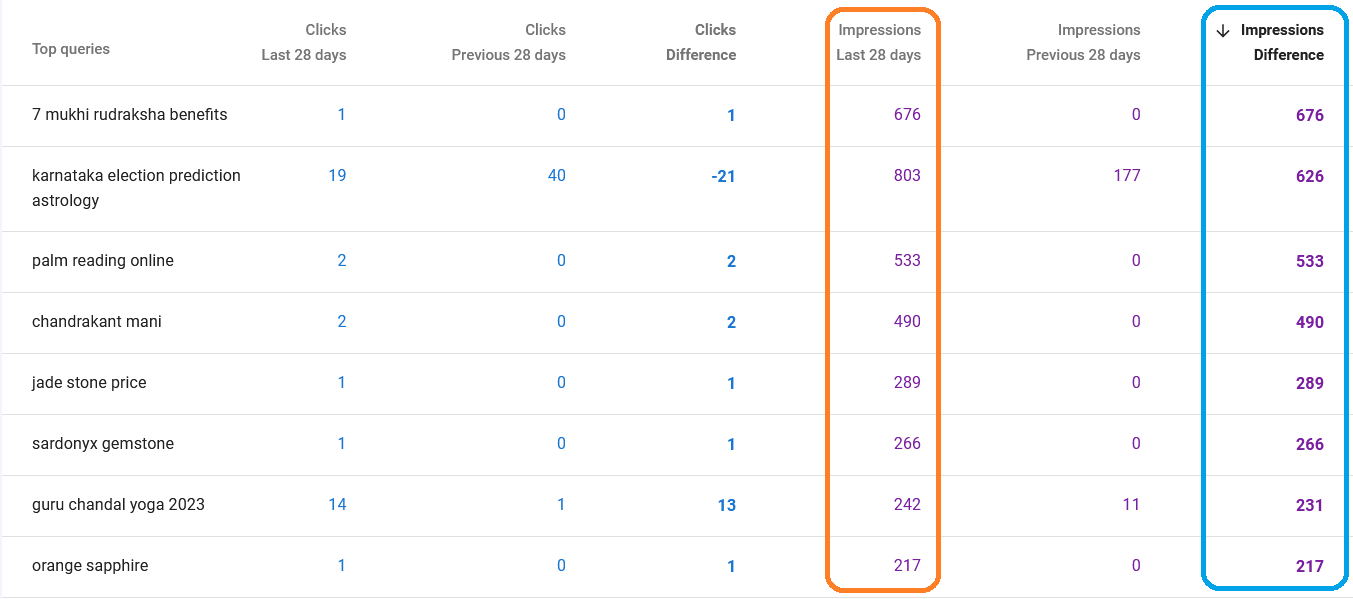 Top queries Clicks Last 28 days Clicks Previous 28 days Clicks Difference Impressions Last 28 days Impressions Previous 28 days ↓ Impressions Difference
7 mukhi rudraksha benefits 1 0 1 676 0 676
karnataka election prediction astrology 19 40 -21 803 177 626
palm reading online 2 0 2 533 0 533
chandrakant mani 2 0 2 490 0 490
jade stone price 1 0 1 289 0 289
sardonyx gemstone 1 0 1 266 0 266
guru chandal yoga 2023 14 1 13 242 11 231
orange sapphire 1 0 1 217 0 217